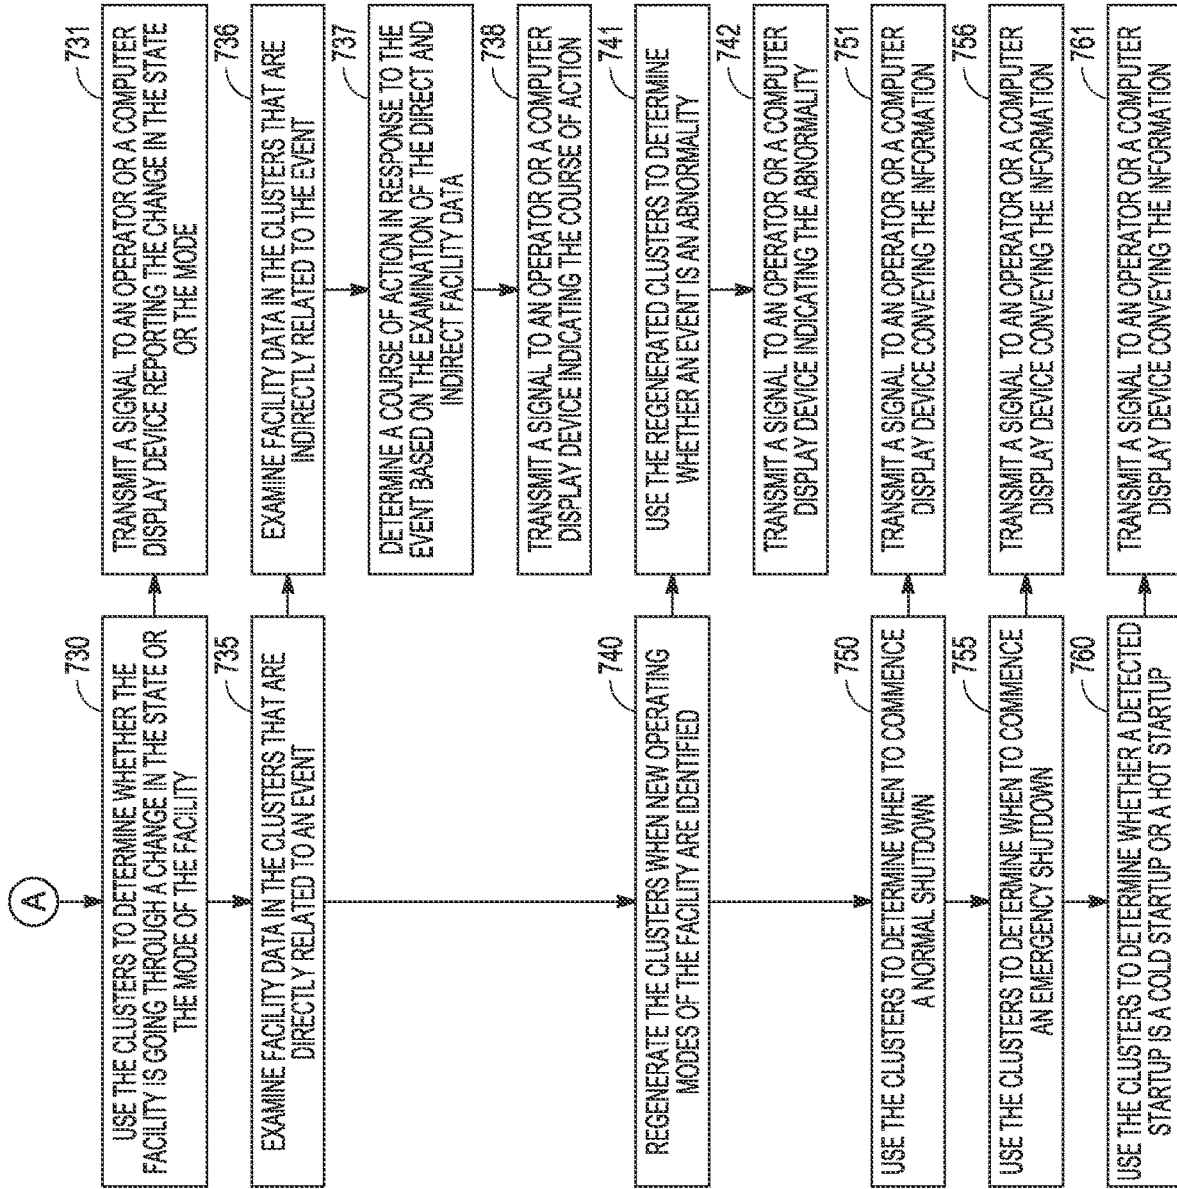 A
730
USE THE CLUSTERS TO DETERMINE WHETHER THE
FACILITY IS GOING THROUGH A CHANGE IN THE STATE OR
THE MODE OF THE FACILITY
731
TRANSMIT A SIGNAL TO AN OPERATOR OR A COMPUTER
DISPLAY DEVICE REPORTING THE CHANGE IN THE STATE
OR THE MODE
735
EXAMINE FACILITY DATA IN THE CLUSTERS THAT ARE
DIRECTLY RELATED TO AN EVENT
736
EXAMINE FACILITY DATA IN THE CLUSTERS THAT ARE
INDIRECTLY RELATED TO THE EVENT
737
DETERMINE A COURSE OF ACTION IN RESPONSE TO THE
EVENT BASED ON THE EXAMINATION OF THE DIRECT AND
INDIRECT FACILITY DATA
738
TRANSMIT A SIGNAL TO AN OPERATOR OR A COMPUTER
DISPLAY DEVICE INDICATING THE COURSE OF ACTION
740
REGENERATE THE CLUSTERS WHEN NEW OPERATING
MODES OF THE FACILITY ARE IDENTIFIED
741
USE THE REGENERATED CLUSTERS TO DETERMINE
WHETHER AN EVENT IS AN ABNORMALITY
742
TRANSMIT A SIGNAL TO AN OPERATOR OR A COMPUTER
DISPLAY DEVICE INDICATING THE ABNORMALITY
750
USE THE CLUSTERS TO DETERMINE WHEN TO COMMENCE
A NORMAL SHUTDOWN
751
TRANSMIT A SIGNAL TO AN OPERATOR OR A COMPUTER
DISPLAY DEVICE CONVEYING THE INFORMATION
755
USE THE CLUSTERS TO DETERMINE WHEN TO COMMENCE
AN EMERGENCY SHUTDOWN
756
TRANSMIT A SIGNAL TO AN OPERATOR OR A COMPUTER
DISPLAY DEVICE CONVEYING THE INFORMATION
760
USE THE CLUSTERS TO DETERMINE WHETHER A DETECTED
STARTUP IS A COLD STARTUP OR A HOT STARTUP
761
TRANSMIT A SIGNAL TO AN OPERATOR OR A COMPUTER
DISPLAY DEVICE CONVEYING THE INFORMATION